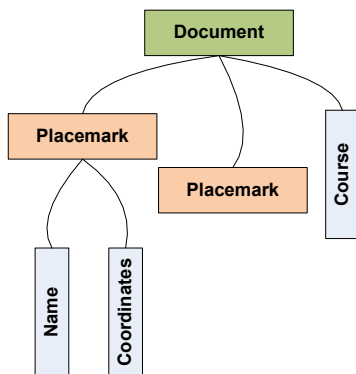 Document
Placemark
Placemark
Course
Name
Coordinates